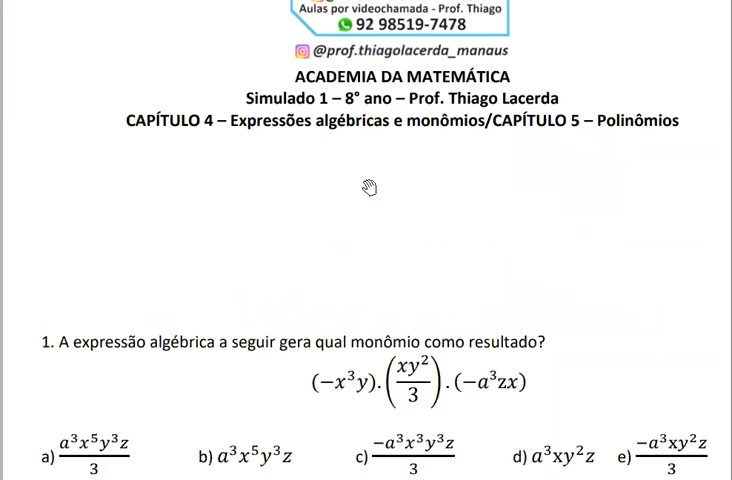 Aulas por videochamada - Prof. Thiago
92 98519-7478
@prof.thiagolacerda_manaus
ACADEMIA DA MATEMÁTICA
Simulado 1 – 8° ano – Prof. Thiago Lacerda
CAPÍTULO 4 – Expressões algébricas e monômios/CAPÍTULO 5 – Polinômios
1. A expressão algébrica a seguir gera qual monômio como resultado?
(−x³y).(xy²/3).(−a³zx)
a) a³x⁵y³z/3 b) a³x⁵y³z c) −a³x³y³z/3 d) a³xy²z e) −a³xy²z/3